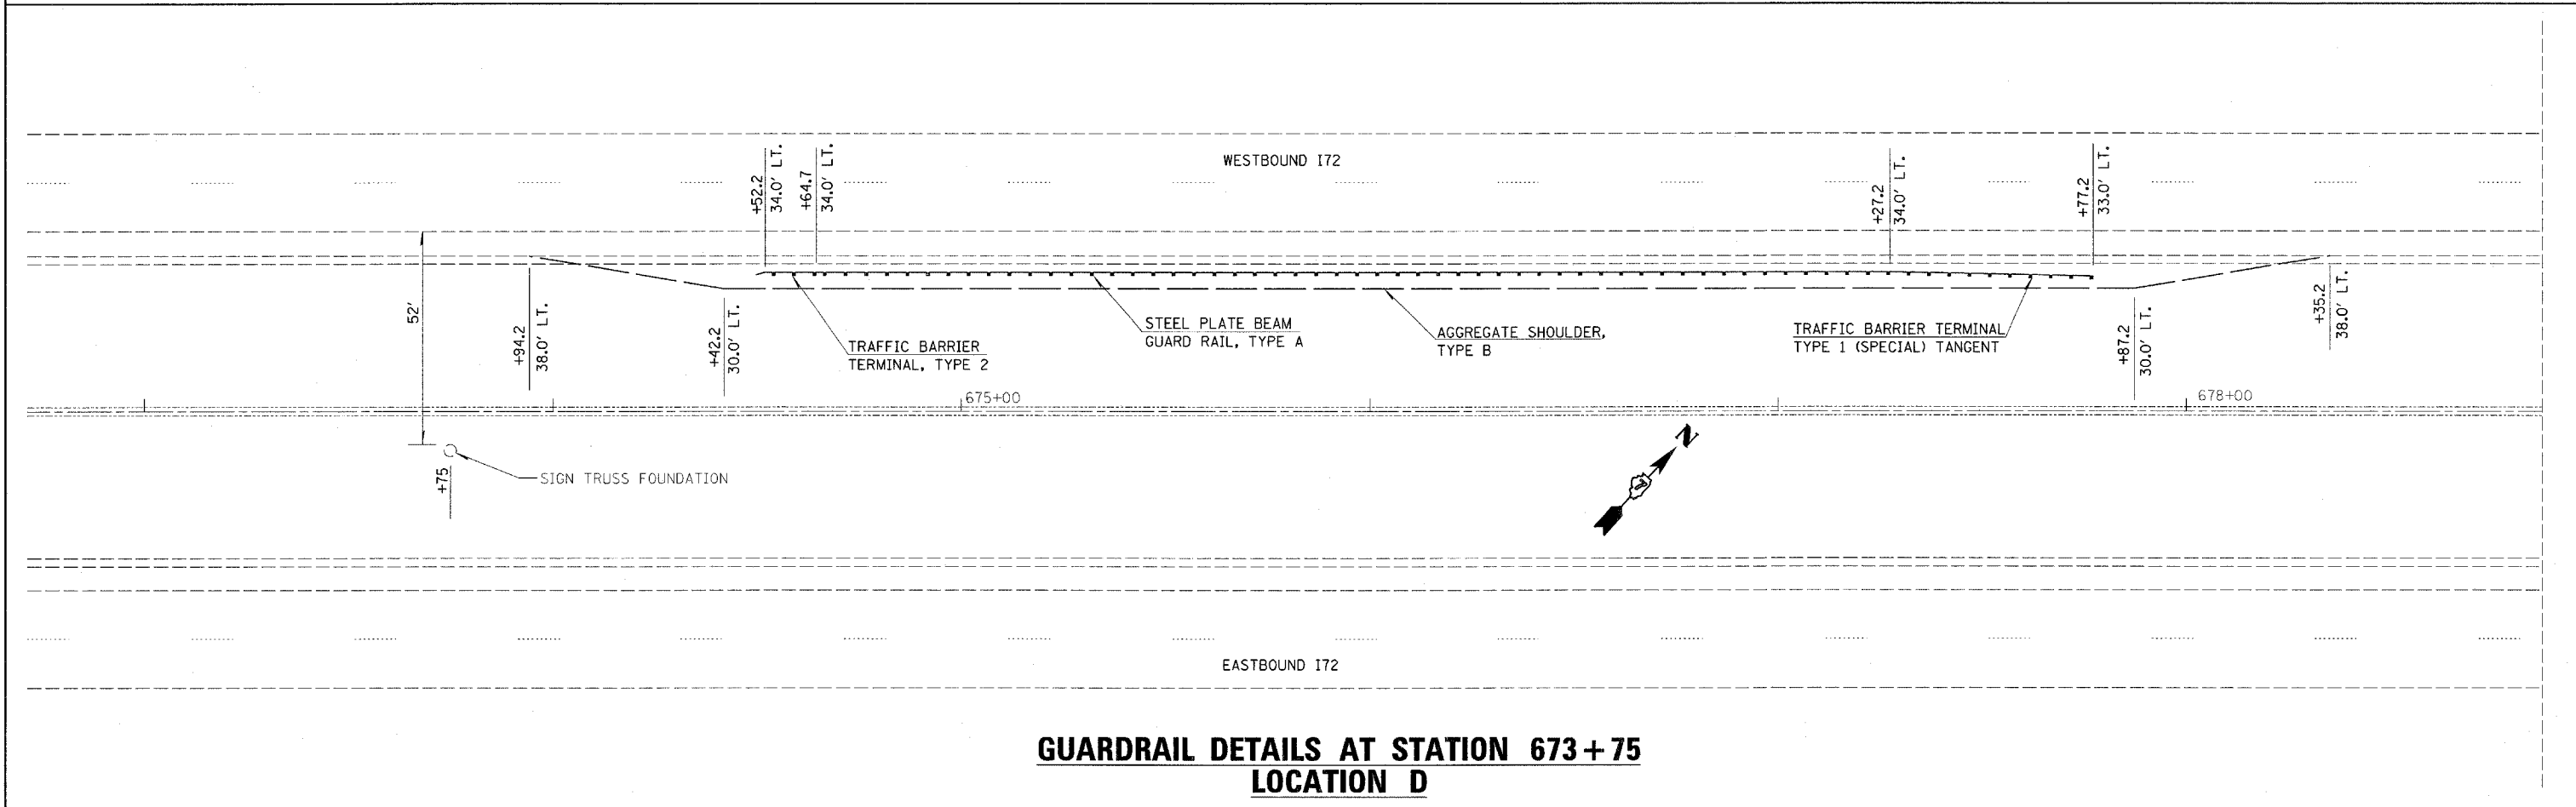 WESTBOUND I72
+52.2
34.0' LT.
+64.7
34.0' LT.
+27.2
34.0' LT.
+77.2
33.0' LT.
52'
+94.2
38.0' LT.
+42.2
30.0' LT.
TRAFFIC BARRIER
TERMINAL, TYPE 2
STEEL PLATE BEAM
GUARD RAIL, TYPE A
AGGREGATE SHOULDER,
TYPE B
TRAFFIC BARRIER TERMINAL
TYPE 1 (SPECIAL) TANGENT
+87.2
30.0' LT.
+35.2
38.0' LT.
675+00
678+00
+75
SIGN TRUSS FOUNDATION
N
EASTBOUND I72
GUARDRAIL DETAILS AT STATION 673+75
LOCATION D